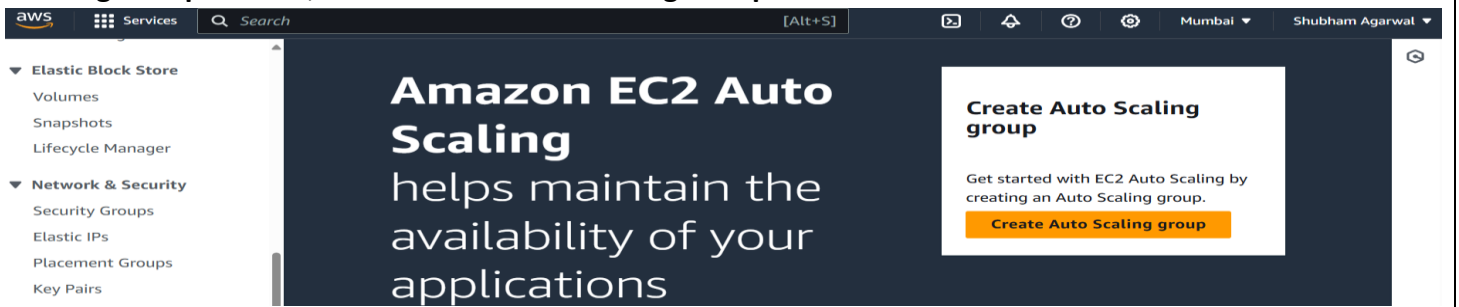 aws
Services
Search
[Alt+S]
Mumbai
Shubham Agarwal
Elastic Block Store
Volumes
Snapshots
Lifecycle Manager
Network & Security
Security Groups
Elastic IPs
Placement Groups
Key Pairs
Amazon EC2 Auto
Scaling
helps maintain the
availability of your
applications
Create Auto Scaling
group
Get started with EC2 Auto Scaling by
creating an Auto Scaling group.
Create Auto Scaling group